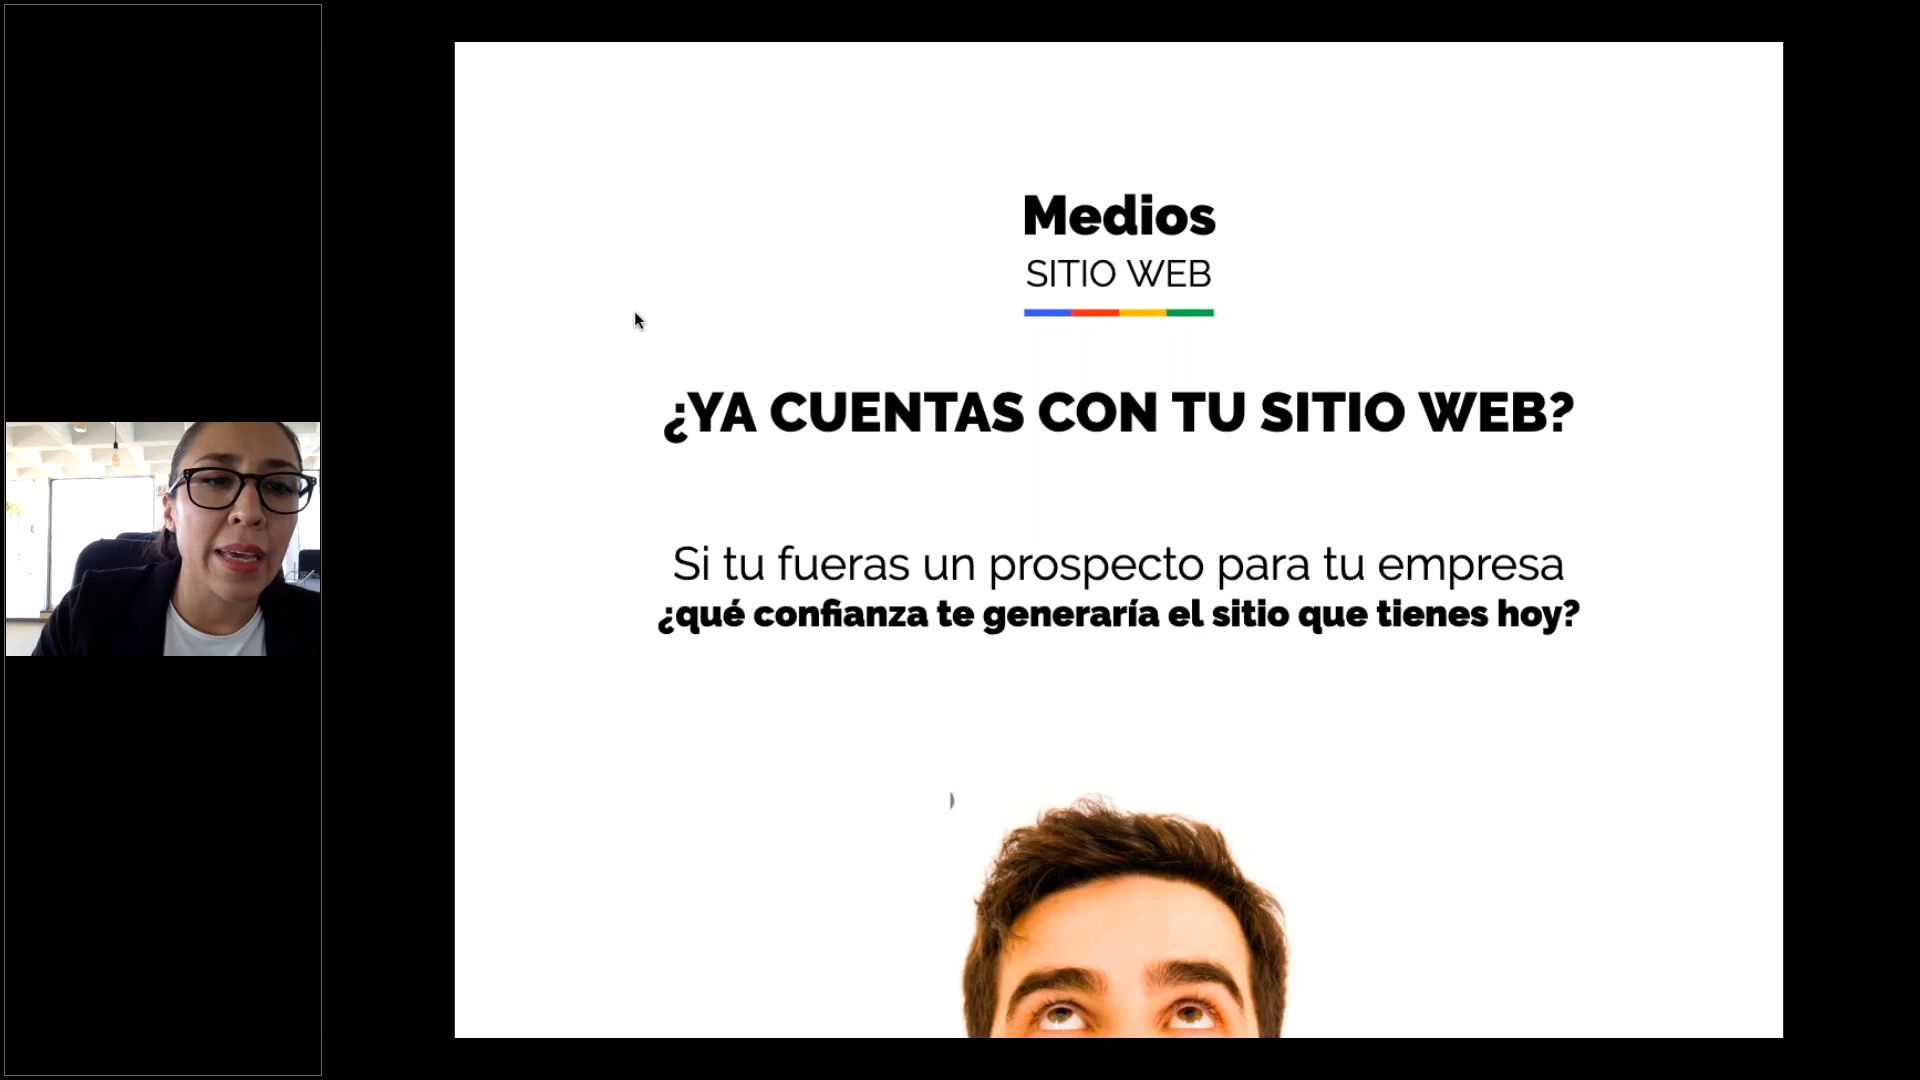 Medios
SITIO WEB
¿YA CUENTAS CON TU SITIO WEB?
Si tu fueras un prospecto para tu empresa
¿qué confianza te generaría el sitio que tienes hoy?